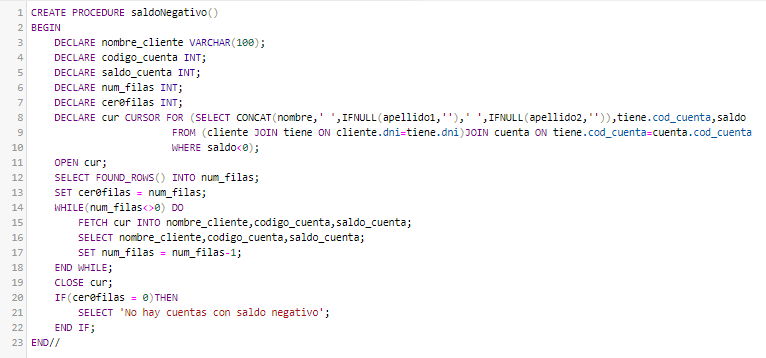 1 CREATE PROCEDURE saldoNegativo()
2 BEGIN
3     DECLARE nombre_cliente VARCHAR(100);
4     DECLARE codigo_cuenta INT;
5     DECLARE saldo_cuenta INT;
6     DECLARE num_filas INT;
7     DECLARE cer0filas INT;
8     DECLARE cur CURSOR FOR (SELECT CONCAT(nombre,' ',IFNULL(apellido1,''),' ',IFNULL(apellido2,'')),tiene.cod_cuenta,saldo
9                        FROM (cliente JOIN tiene ON cliente.dni=tiene.dni)JOIN cuenta ON tiene.cod_cuenta=cuenta.cod_cuenta
10                        WHERE saldo<0);
11     OPEN cur;
12     SELECT FOUND_ROWS() INTO num_filas;
13     SET cer0filas = num_filas;
14     WHILE(num_filas<>0) DO
15         FETCH cur INTO nombre_cliente,codigo_cuenta,saldo_cuenta;
16         SELECT nombre_cliente,codigo_cuenta,saldo_cuenta;
17         SET num_filas = num_filas-1;
18     END WHILE;
19     CLOSE cur;
20     IF(cer0filas = 0)THEN
21         SELECT 'No hay cuentas con saldo negativo';
22     END IF;
23 END//